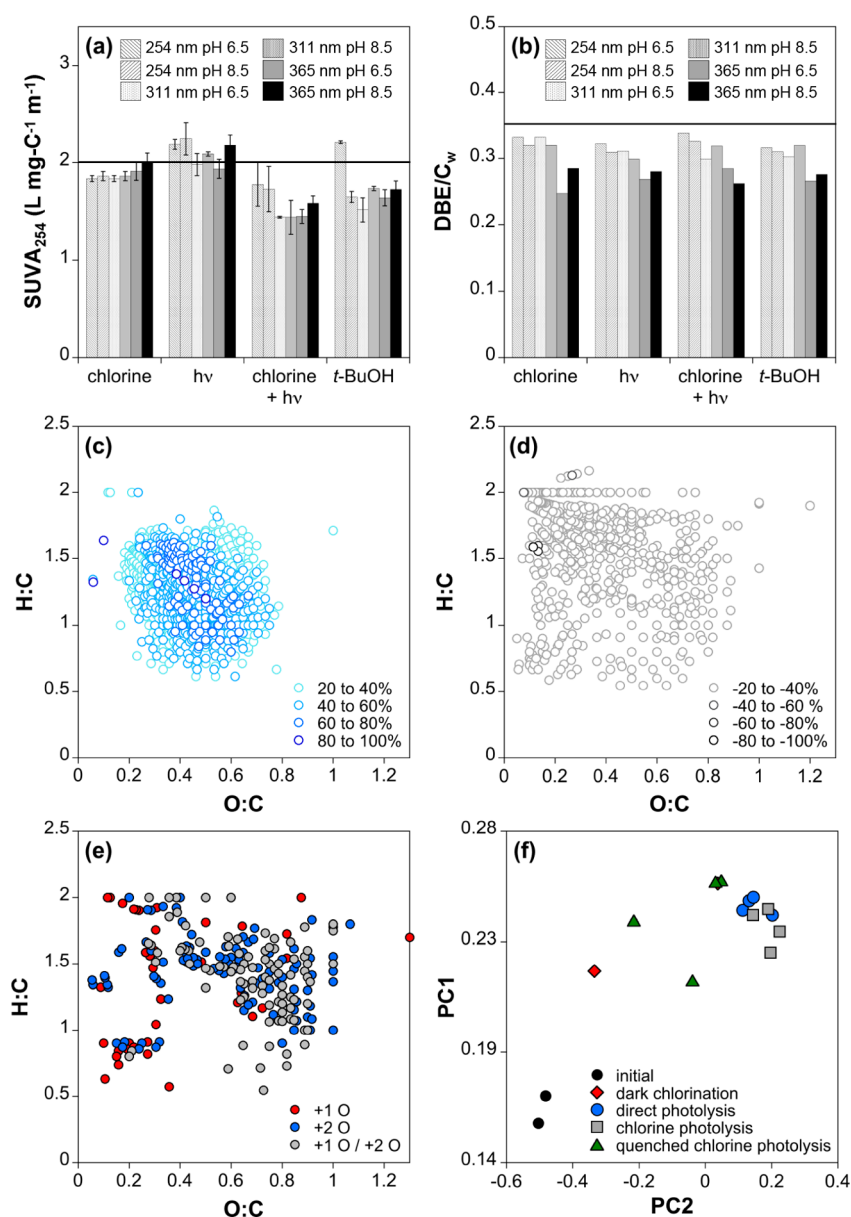 (a)
254 nm pH 6.5
254 nm pH 8.5
311 nm pH 6.5
311 nm pH 8.5
365 nm pH 6.5
365 nm pH 8.5
SUVA254 (L mg-C-1 m-1)
4
3
2
1
0
chlorine
hν
chlorine
+ hν
t-BuOH
(b)
254 nm pH 6.5
254 nm pH 8.5
311 nm pH 6.5
311 nm pH 8.5
365 nm pH 6.5
365 nm pH 8.5
DBE/Cw
0.5
0.4
0.3
0.2
0.1
0
chlorine
hν
chlorine
+ hν
t-BuOH
(c)
H:C
2.5
2
1.5
1
0.5
0
20 to 40%
40 to 60%
60 to 80%
80 to 100%
0 0.2 0.4 0.6 0.8 1 1.2
O:C
(d)
H:C
2.5
2
1.5
1
0.5
0
-20 to -40%
-40 to -60 %
-60 to -80%
-80 to -100%
0 0.2 0.4 0.6 0.8 1 1.2
O:C
(e)
H:C
2.5
2
1.5
1
0.5
0
+1 O
+2 O
+1 O / +2 O
0 0.2 0.4 0.6 0.8 1 1.2
O:C
(f)
PC1
0.28
0.23
0.19
0.14
initial
dark chlorination
direct photolysis
chlorine photolysis
quenched chlorine photolysis
-0.6 -0.4 -0.2 0 0.2 0.4
PC2